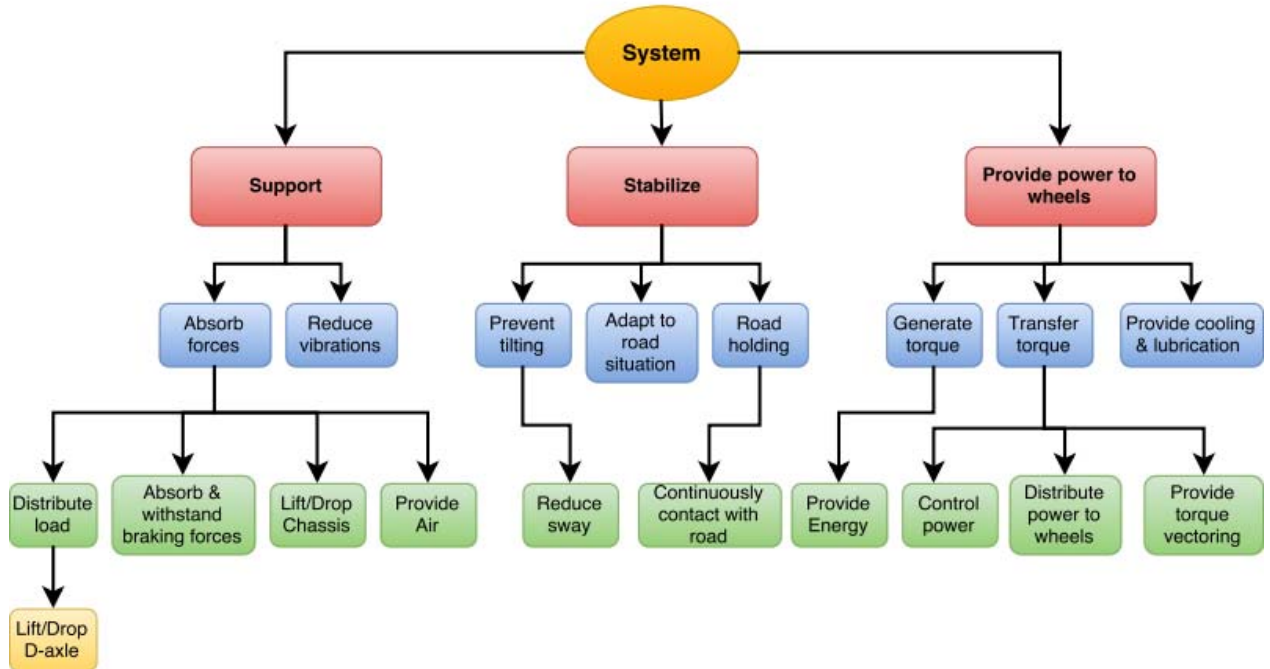 System
Support
Stabilize
Provide power to
wheels
Absorb
forces
Reduce
vibrations
Prevent
tilting
Adapt to
road
situation
Road
holding
Generate
torque
Transfer
torque
Provide cooling
& lubrication
Distribute
load
Absorb &
withstand
braking forces
Lift/Drop
Chassis
Provide
Air
Reduce
sway
Continuously
contact with
road
Provide
Energy
Control
power
Distribute
power to
wheels
Provide
torque
vectoring
Lift/Drop
D-axle